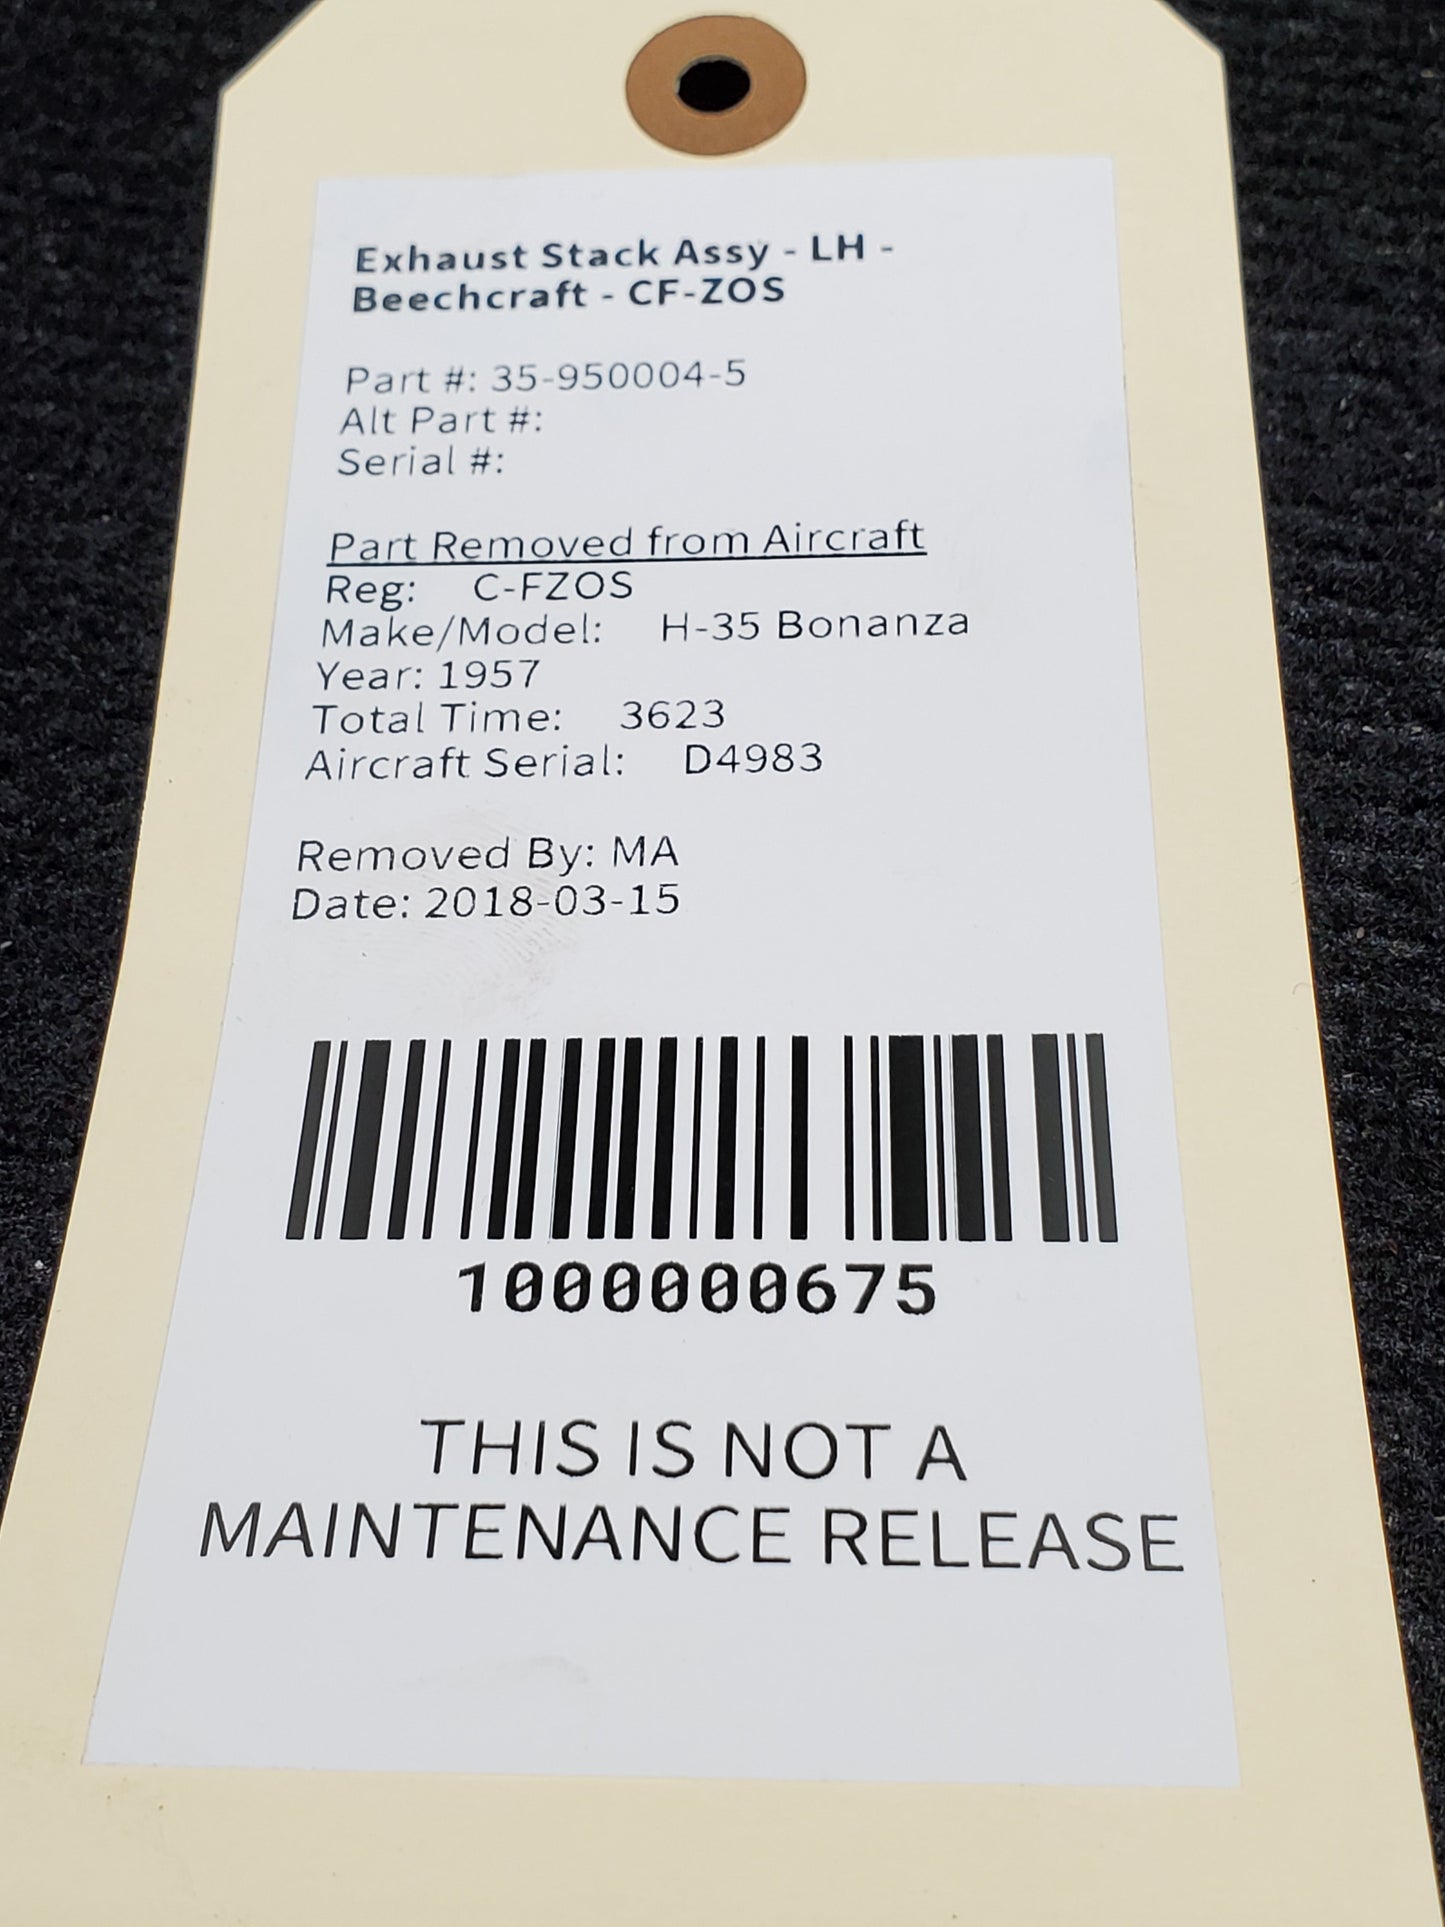 Exhaust Stack Assy - LH -
Beechcraft - CF-ZOS
Part #: 35-950004-5
Alt Part #:
Serial #:
Part Removed from Aircraft
Reg: C-FZOS
Make/Model: H-35 Bonanza
Year: 1957
Total Time: 3623
Aircraft Serial: D4983
Removed By: MA
Date: 2018-03-15
1000000675
THIS IS NOT A
MAINTENANCE RELEASE